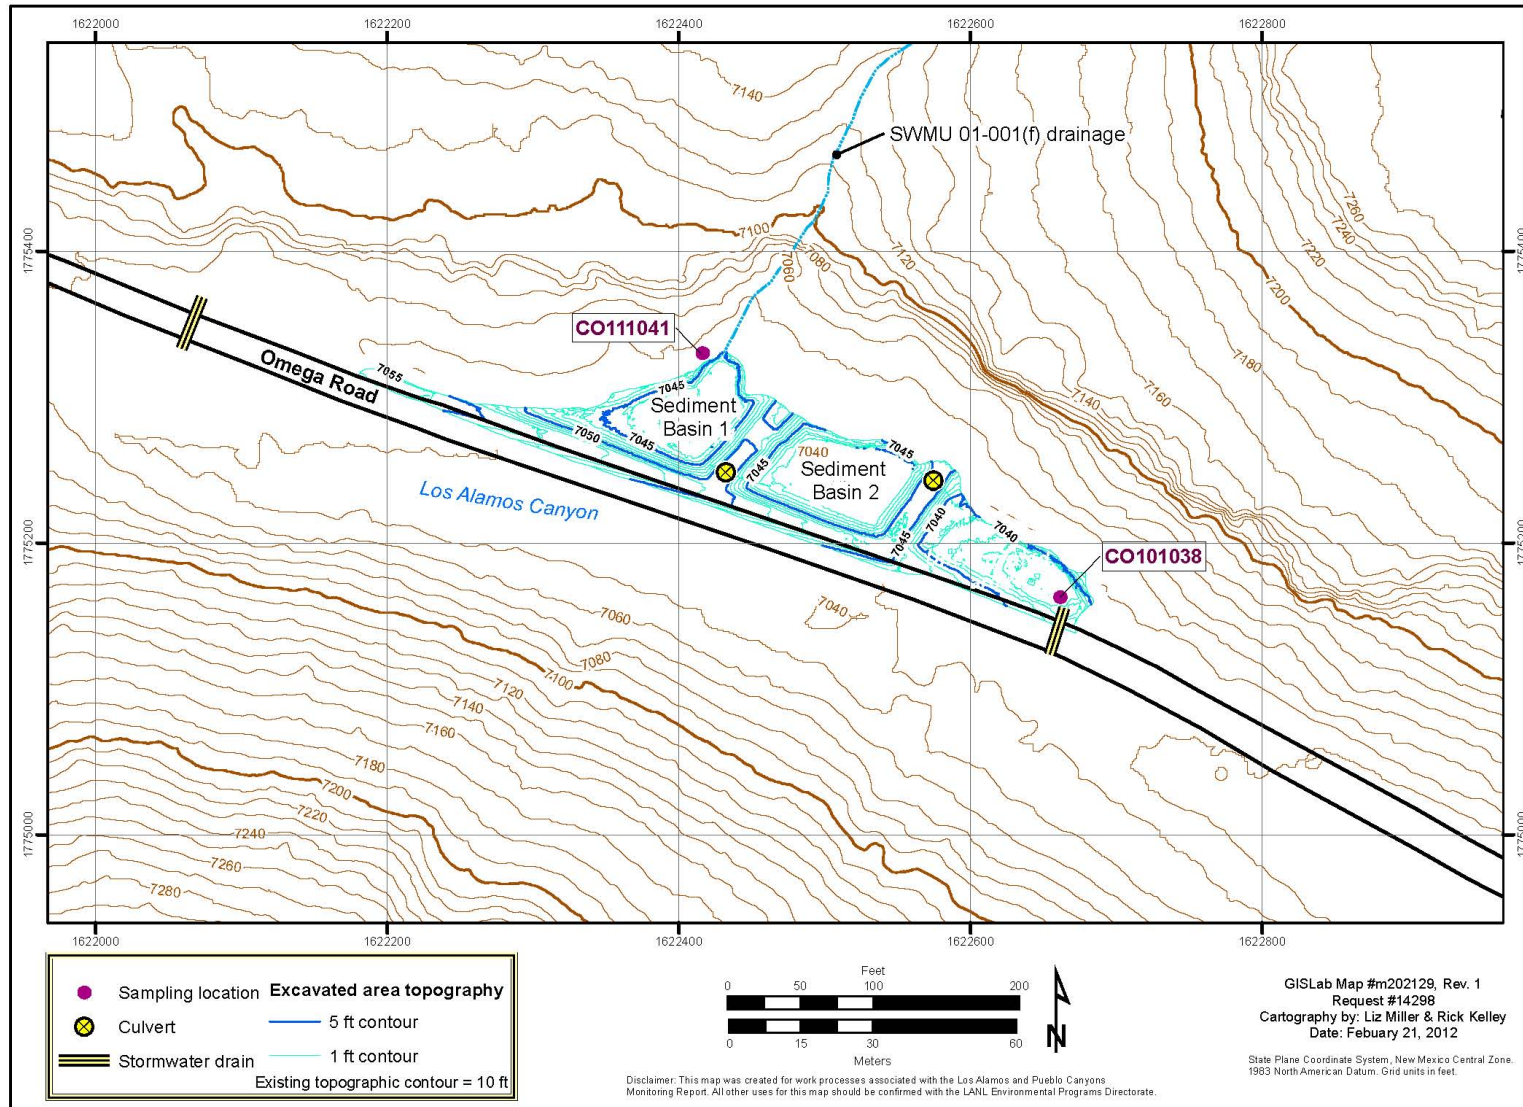 1622000
1622200
1622400
1622600
1622800
7140
SWMU 01-001(f) drainage
7260
7240
7220
7200
7180
7160
7140
7120
7100
7080
7060
1775400
1775400
CO111041
Omega Road
7055
7045
Sediment
Basin 1
7050
7045
7045
7040
Sediment
Basin 2
7045
7045
7040
7040
Los Alamos Canyon
CO101038
1775200
1775200
7040
7060
7080
7100
7120
7140
7160
7180
7200
7220
7240
7260
7280
1775000
1775000
1622000
1622200
1622400
1622600
1622800
Sampling location
Culvert
Stormwater drain
Excavated area topography
5 ft contour
1 ft contour
Existing topographic contour = 10 ft
Feet
0 50 100 200
0 15 30 60
Meters
N
Disclaimer: This map was created for work processes associated with the Los Alamos and Pueblo Canyons
Monitoring Report. All other uses for this map should be confirmed with the LANL Environmental Programs Directorate.
GISLab Map #m202129, Rev. 1
Request #14298
Cartography by: Liz Miller & Rick Kelley
Date: Febuary 21, 2012
State Plane Coordinate System, New Mexico Central Zone.
1983 North American Datum. Grid units in feet.